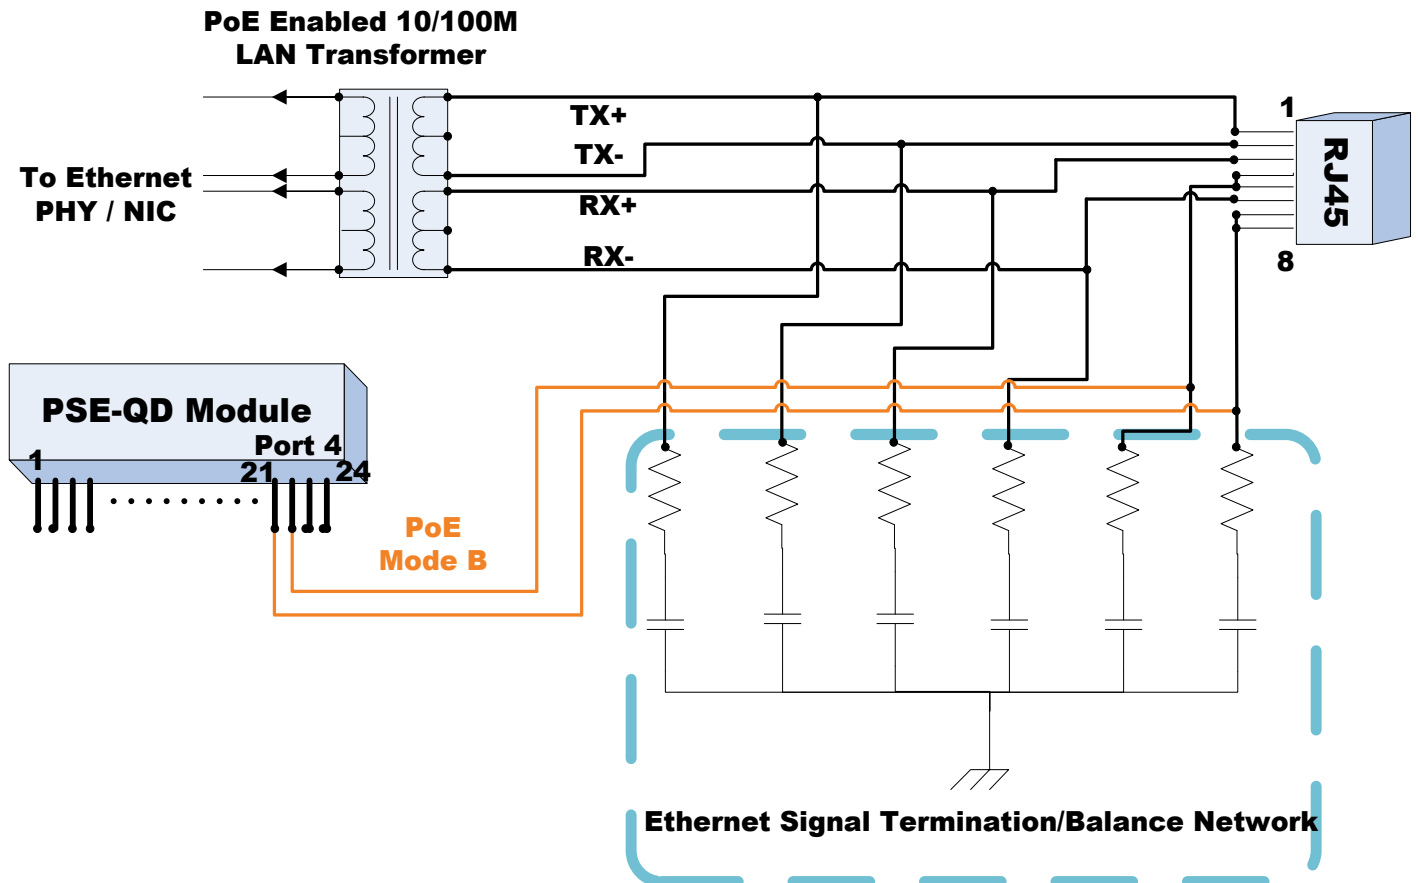 PoE Enabled 10/100M
LAN Transformer
TX+
TX-
RX+
RX-
To Ethernet
PHY / NIC
1
RJ45
8
PSE-QD Module
Port 4
1
21
24
PoE
Mode B
Ethernet Signal Termination/Balance Network